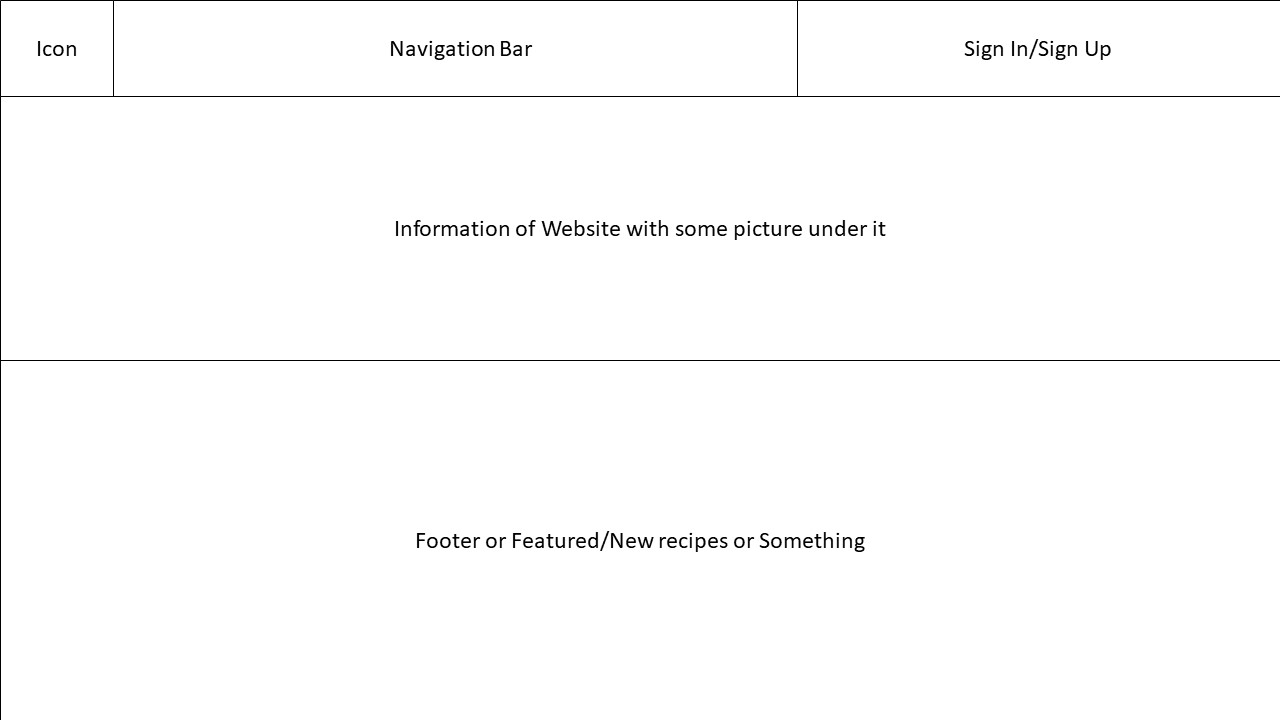 Icon
Navigation Bar
Sign In/Sign Up
Information of Website with some picture under it
Footer or Featured/New recipes or Something